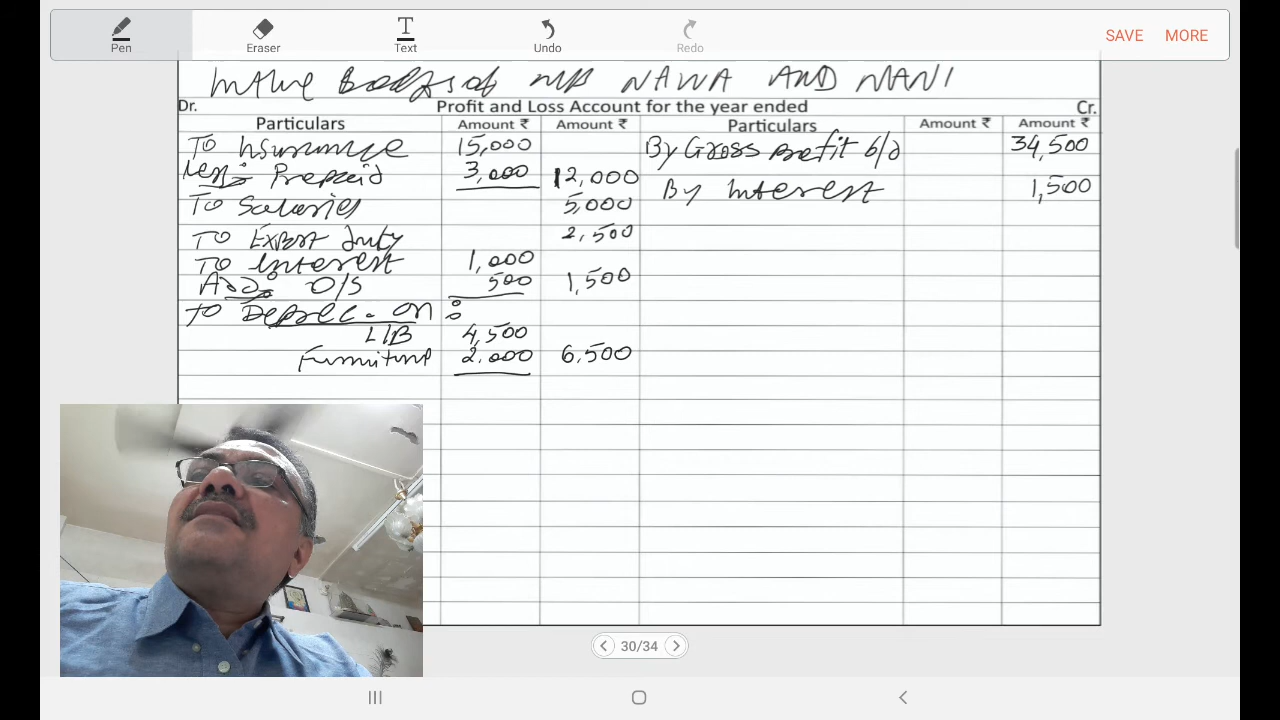 Pen Eraser Text Undo Redo SAVE MORE
In the Books of NAWA AND MANI
Dr. Profit and Loss Account for the year ended Cr.
Particulars Amount ₹ Amount ₹ Particulars Amount ₹ Amount ₹
To Insurance 15,000 By Gross profit b/d 34,500
Less: Prepaid 3,000 12,000 By Interest 1,500
To Salaries 5,000
To Export duty 2,500
To Interest 1,000
Add: O/S 500 1,500
To Deprec. on :
L/B 4,500
Furniture 2,000 6,500
30/34